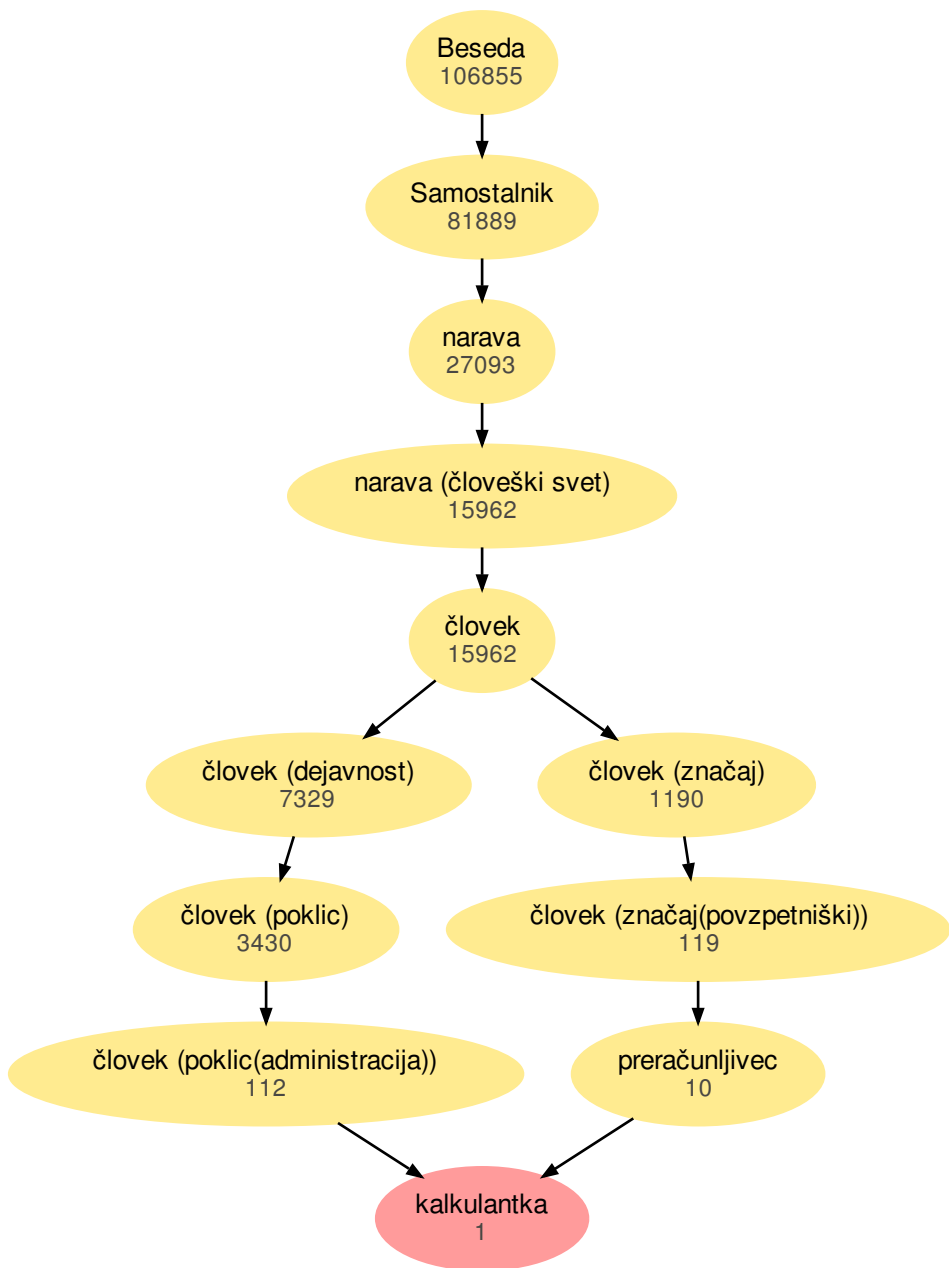 Beseda
106855
Samostalnik
81889
narava
27093
narava (človeški svet)
15962
človek
15962
človek (dejavnost)
7329
človek (značaj)
1190
človek (poklic)
3430
človek (značaj(povzpetniški))
119
človek (poklic(administracija))
112
preračunljivec
10
kalkulantka
1